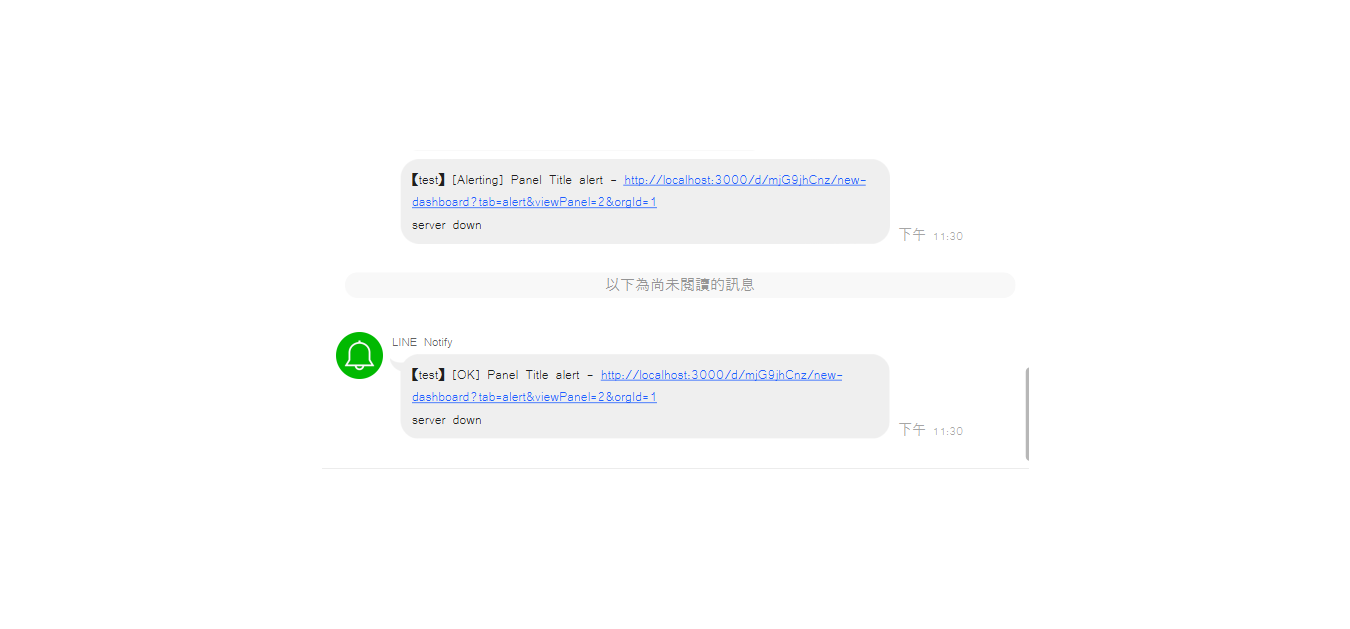 【test】[Alerting] Panel Title alert - http://localhost:3000/d/mjG9jhCnz/new-
dashboard?tab=alert&viewPanel=2&orgId=1
server down
下午 11:30
以下為尚未閱讀的訊息
LINE Notify
【test】[OK] Panel Title alert - http://localhost:3000/d/mjG9jhCnz/new-
dashboard?tab=alert&viewPanel=2&orgId=1
server down
下午 11:30